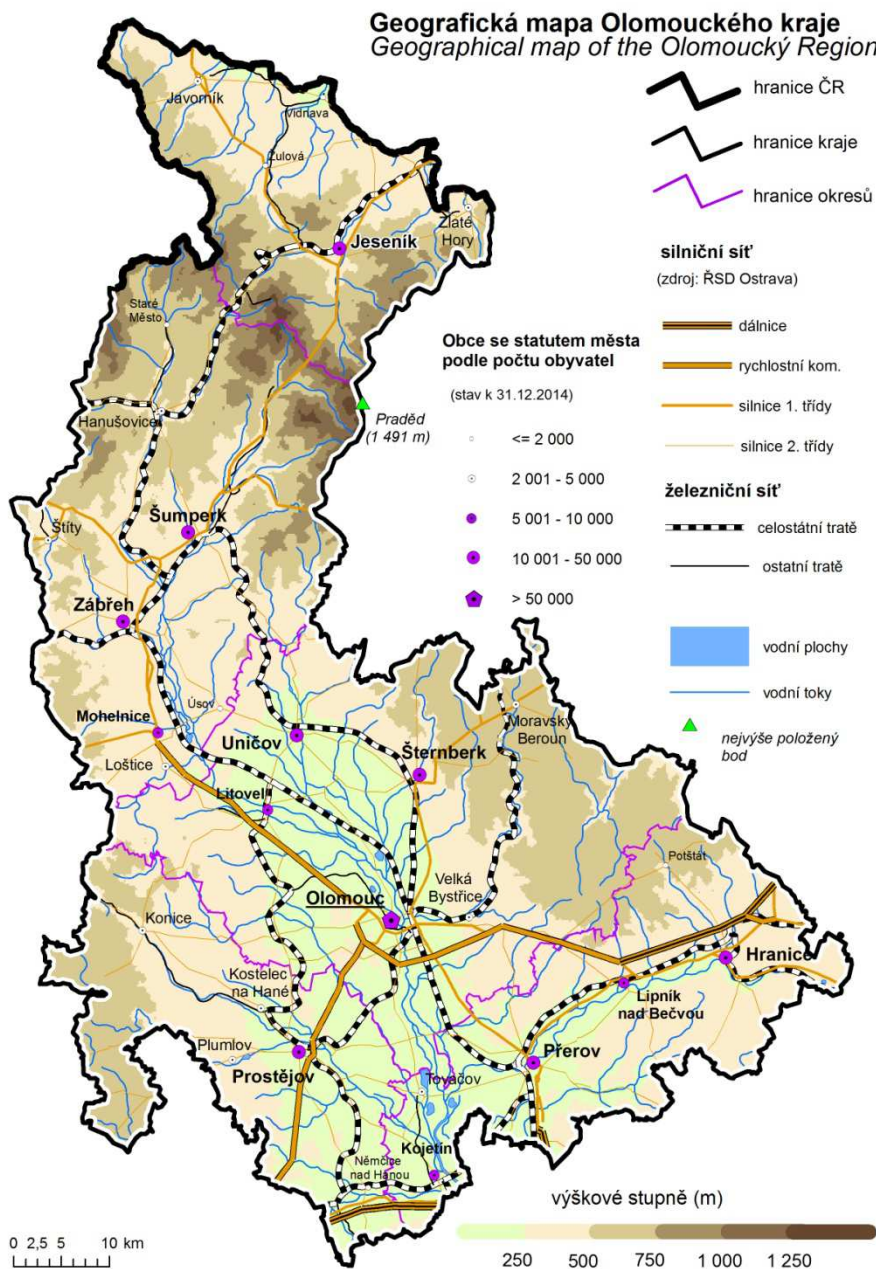 Geografická mapa Olomouckého kraje
Geographical map of the Olomoucký Region
hranice ČR
hranice kraje
hranice okresů
silniční síť
(zdroj: ŘSD Ostrava)
dálnice
rychlostní kom.
silnice 1. třídy
silnice 2. třídy
železniční síť
celostátní tratě
ostatní tratě
vodní plochy
vodní toky
nejvýše položený
bod
Obce se statutem města
podle počtu obyvatel
(stav k 31.12.2014)
<= 2 000
2 001 - 5 000
5 001 - 10 000
10 001 - 50 000
> 50 000
Javorník
Vidnava
Žulová
Zlaté
Hory
Jeseník
Staré
Město
Praděd
(1 491 m)
Hanušovice
Šumperk
Štíty
Zábřeh
Mohelnice
Úsov
Uničov
Moravský
Beroun
Šternberk
Loštice
Litovel
Potštát
Velká
Bystřice
Olomouc
Konice
Hranice
Kostelec
na Hané
Lipník
nad Bečvou
Plumlov
Prostějov
Přerov
Tovačov
Kojetín
Němčice
nad Hanou
výškové stupně (m)
250 500 750 1 000 1 250
0 2,5 5 10 km